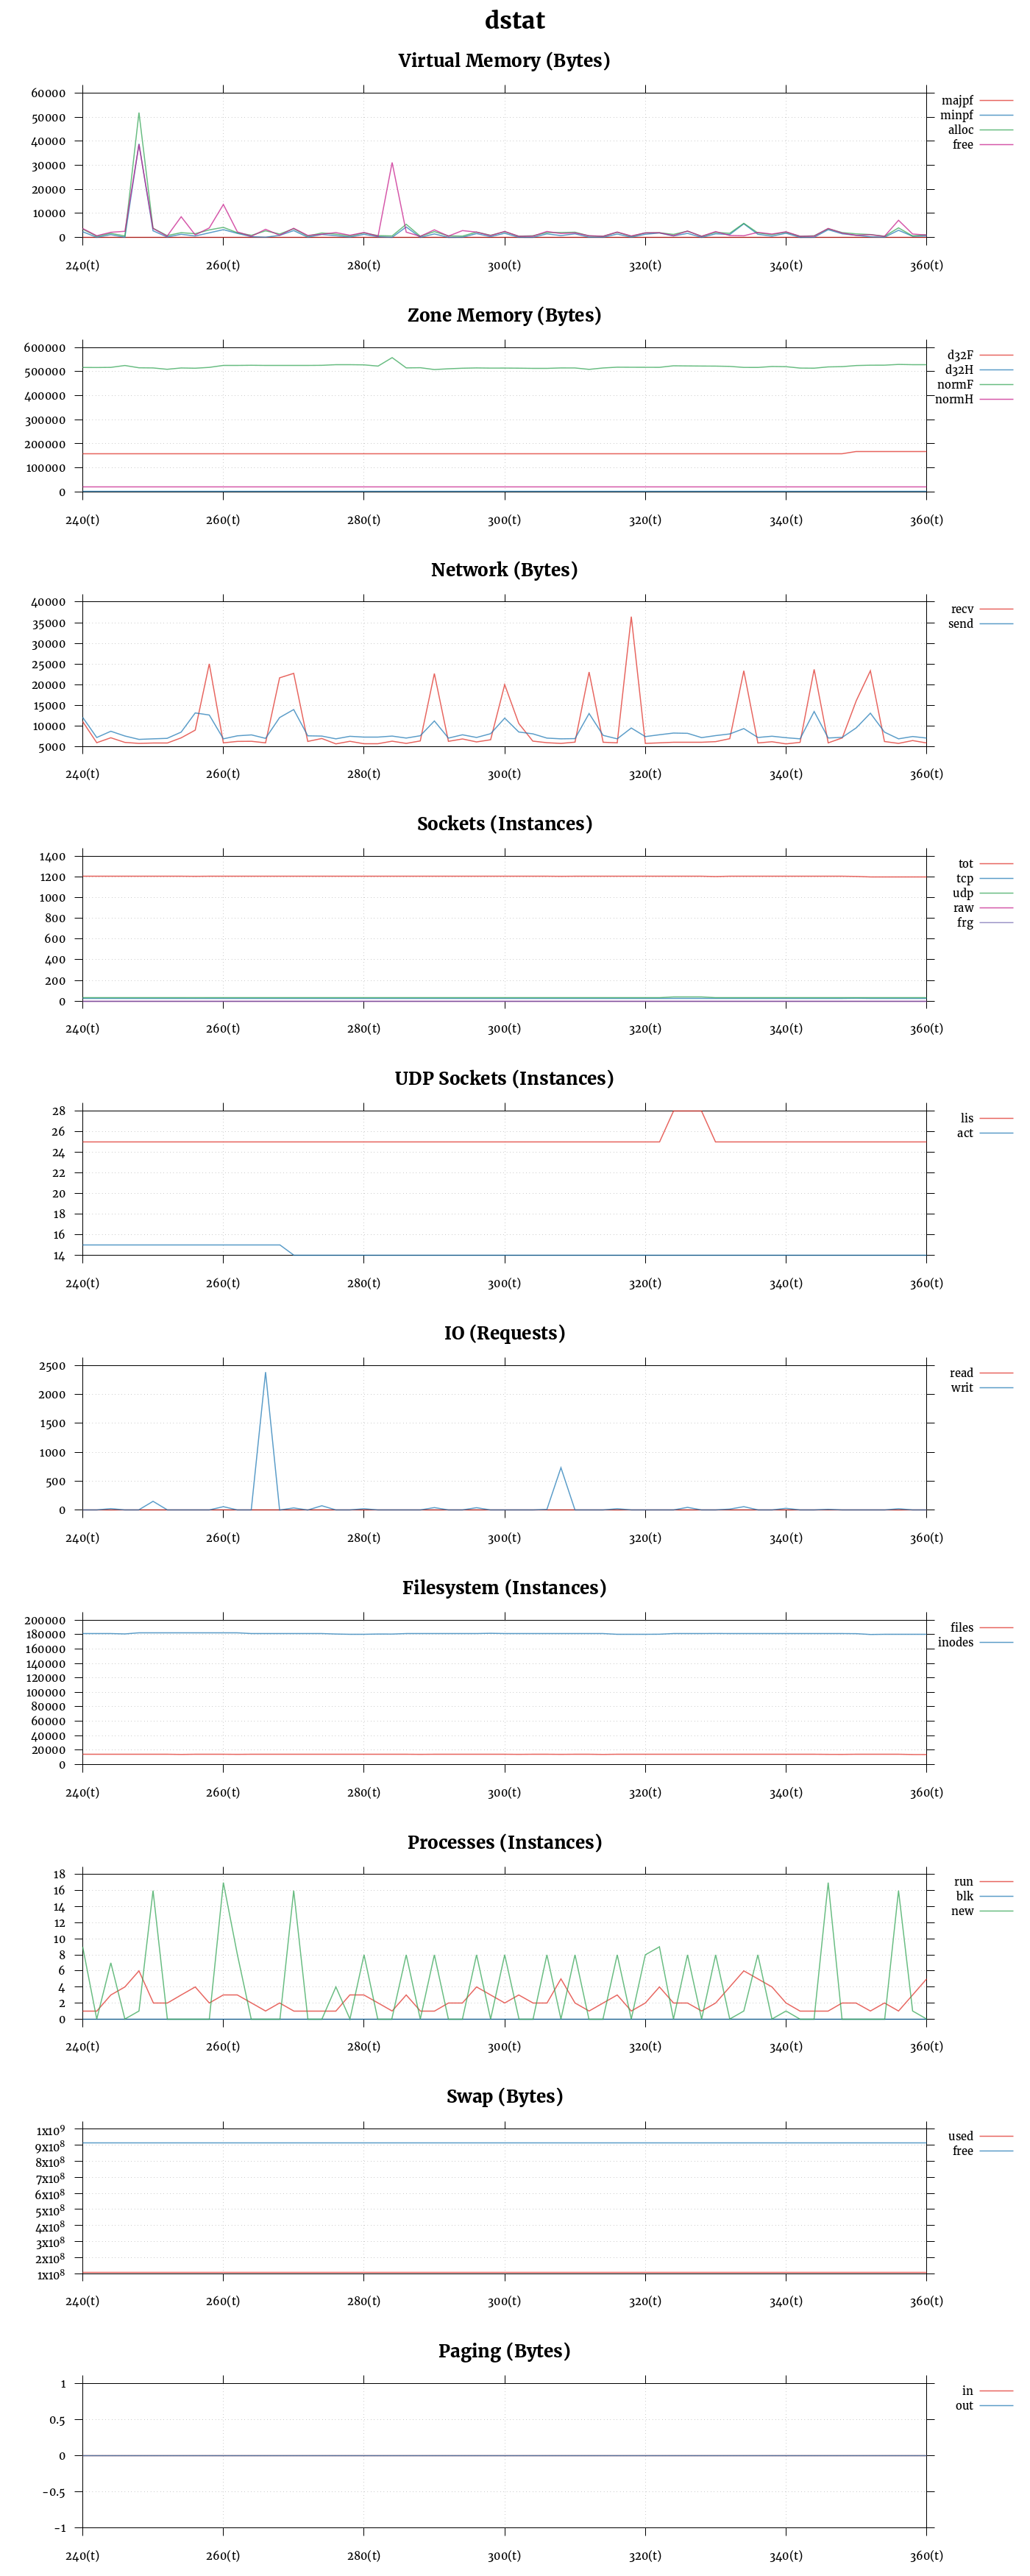 dstat
Virtual Memory (Bytes)
60000
50000
40000
30000
20000
10000
0
240(t) 260(t) 280(t) 300(t) 320(t) 340(t) 360(t)
majpf
minpf
alloc
free
Zone Memory (Bytes)
600000
500000
400000
300000
200000
100000
0
240(t) 260(t) 280(t) 300(t) 320(t) 340(t) 360(t)
d32F
d32H
normF
normH
Network (Bytes)
40000
35000
30000
25000
20000
15000
10000
5000
240(t) 260(t) 280(t) 300(t) 320(t) 340(t) 360(t)
recv
send
Sockets (Instances)
1400
1200
1000
800
600
400
200
0
240(t) 260(t) 280(t) 300(t) 320(t) 340(t) 360(t)
tot
tcp
udp
raw
frg
UDP Sockets (Instances)
28
26
24
22
20
18
16
14
240(t) 260(t) 280(t) 300(t) 320(t) 340(t) 360(t)
lis
act
IO (Requests)
2500
2000
1500
1000
500
0
240(t) 260(t) 280(t) 300(t) 320(t) 340(t) 360(t)
read
writ
Filesystem (Instances)
200000
180000
160000
140000
120000
100000
80000
60000
40000
20000
0
240(t) 260(t) 280(t) 300(t) 320(t) 340(t) 360(t)
files
inodes
Processes (Instances)
18
16
14
12
10
8
6
4
2
0
240(t) 260(t) 280(t) 300(t) 320(t) 340(t) 360(t)
run
blk
new
Swap (Bytes)
1x10⁹
9x10⁸
8x10⁸
7x10⁸
6x10⁸
5x10⁸
4x10⁸
3x10⁸
2x10⁸
1x10⁸
240(t) 260(t) 280(t) 300(t) 320(t) 340(t) 360(t)
used
free
Paging (Bytes)
1
0.5
0
-0.5
-1
240(t) 260(t) 280(t) 300(t) 320(t) 340(t) 360(t)
in
out